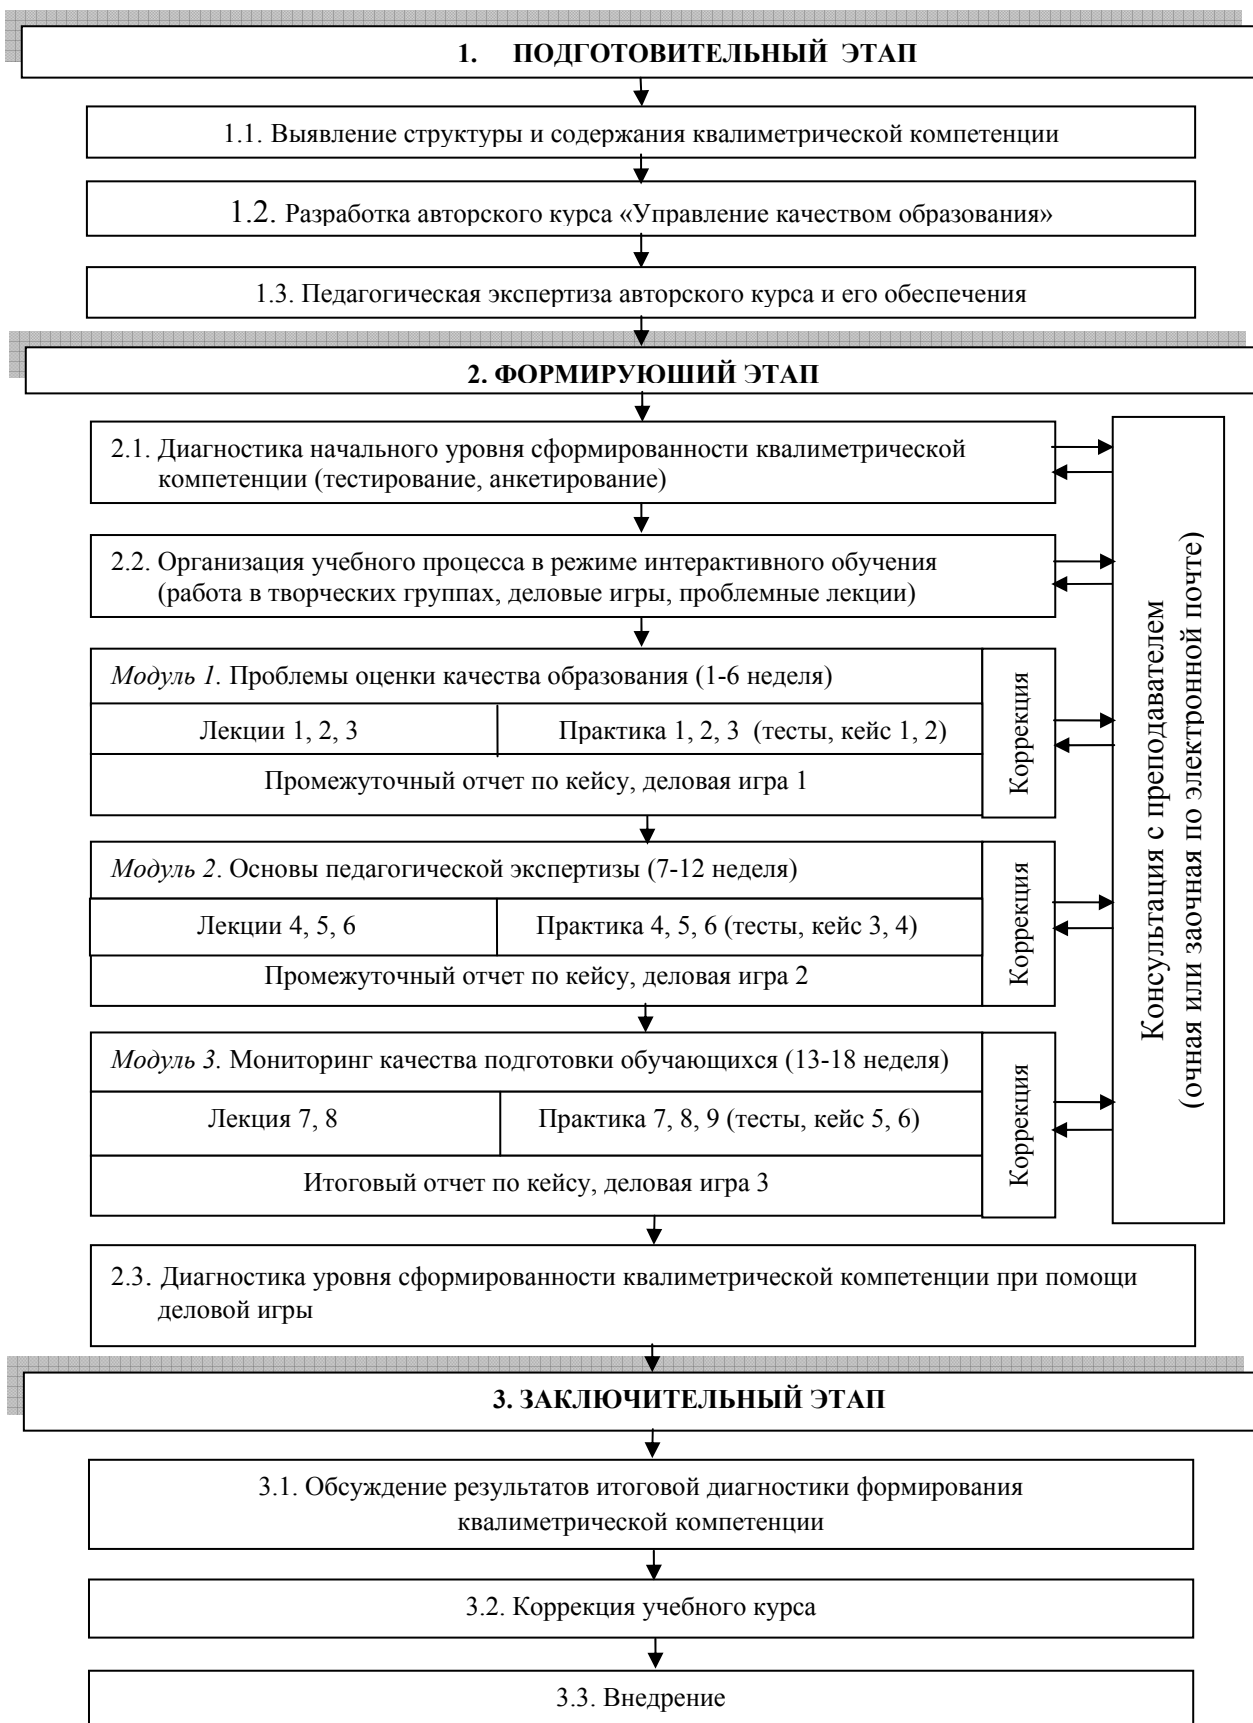 1. ПОДГОТОВИТЕЛЬНЫЙ ЭТАП
1.1. Выявление структуры и содержания квалиметрической компетенции
1.2. Разработка авторского курса «Управление качеством образования»
1.3. Педагогическая экспертиза авторского курса и его обеспечения
2. ФОРМИРУЮШИЙ ЭТАП
2.1. Диагностика начального уровня сформированности квалиметрической
компетенции (тестирование, анкетирование)
2.2. Организация учебного процесса в режиме интерактивного обучения
(работа в творческих группах, деловые игры, проблемные лекции)
Модуль 1. Проблемы оценки качества образования (1-6 неделя)
Лекции 1, 2, 3
Практика 1, 2, 3 (тесты, кейс 1, 2)
Промежуточный отчет по кейсу, деловая игра 1
Коррекция
Модуль 2. Основы педагогической экспертизы (7-12 неделя)
Лекции 4, 5, 6
Практика 4, 5, 6 (тесты, кейс 3, 4)
Промежуточный отчет по кейсу, деловая игра 2
Коррекция
Модуль 3. Мониторинг качества подготовки обучающихся (13-18 неделя)
Лекция 7, 8
Практика 7, 8, 9 (тесты, кейс 5, 6)
Итоговый отчет по кейсу, деловая игра 3
Коррекция
Консультация с преподавателем
(очная или заочная по электронной почте)
2.3. Диагностика уровня сформированности квалиметрической компетенции при помощи
деловой игры
3. ЗАКЛЮЧИТЕЛЬНЫЙ ЭТАП
3.1. Обсуждение результатов итоговой диагностики формирования
квалиметрической компетенции
3.2. Коррекция учебного курса
3.3. Внедрение